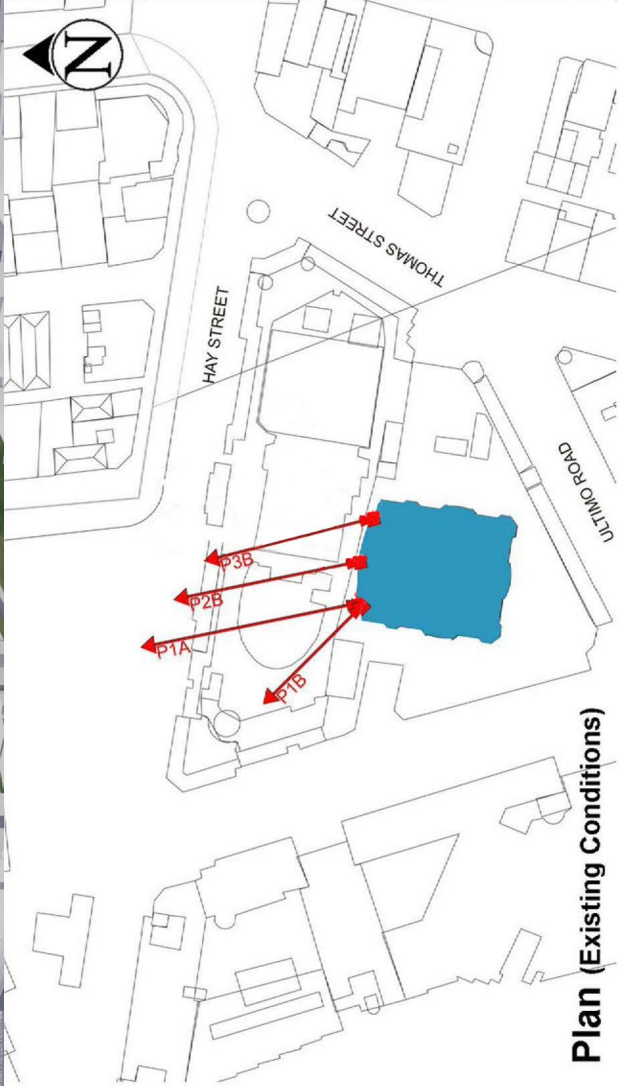 N
HAY STREET
THOMAS STREET
P3B
P2B
P1A
P1B
ULTIMO ROAD
Plan (Existing Conditions)